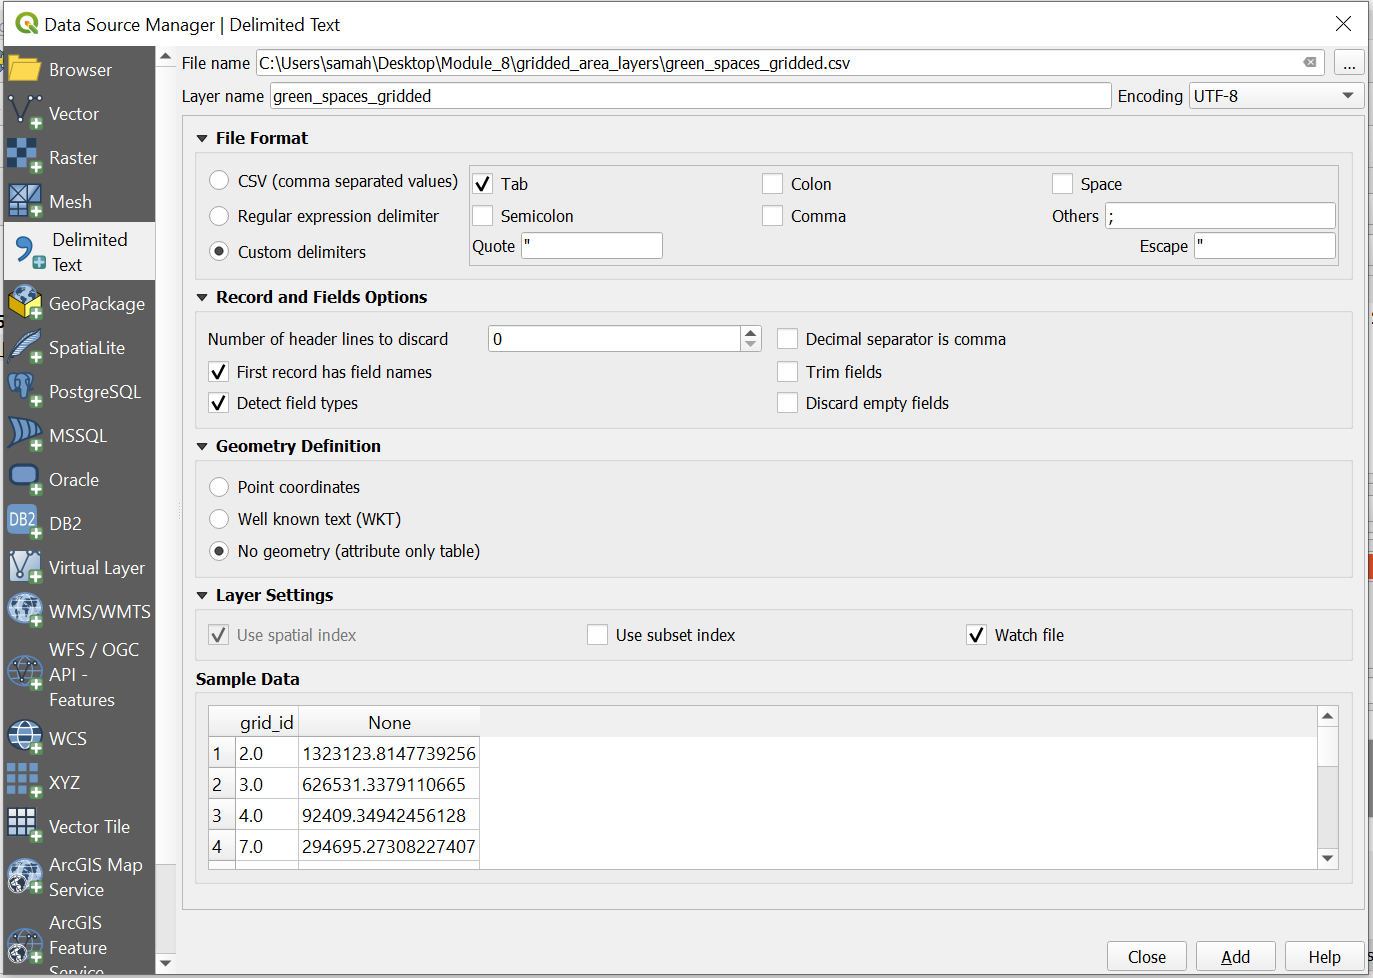 Data Source Manager | Delimited Text
Browser
Vector
Raster
Mesh
Delimited
Text
GeoPackage
SpatiaLite
PostgreSQL
MSSQL
Oracle
DB2
DB2
Virtual Layer
WMS/WMTS
WFS / OGC
API -
Features
WCS
XYZ
Vector Tile
ArcGIS Map
Service
ArcGIS
Feature
Service
File name C:\Users\samah\Desktop\Module_8\gridded_area_layers\green_spaces_gridded.csv ...
Layer name green_spaces_gridded Encoding UTF-8
File Format
CSV (comma separated values) Tab Colon Space
Regular expression delimiter Semicolon Comma Others ;
Custom delimiters Quote " Escape "
Record and Fields Options
Number of header lines to discard 0 Decimal separator is comma
First record has field names Trim fields
Detect field types Discard empty fields
Geometry Definition
Point coordinates
Well known text (WKT)
No geometry (attribute only table)
Layer Settings
Use spatial index Use subset index Watch file
Sample Data
grid_id None
1 2.0 1323123.8147739256
2 3.0 626531.3379110665
3 4.0 92409.34942456128
4 7.0 294695.27308227407
Close Add Help